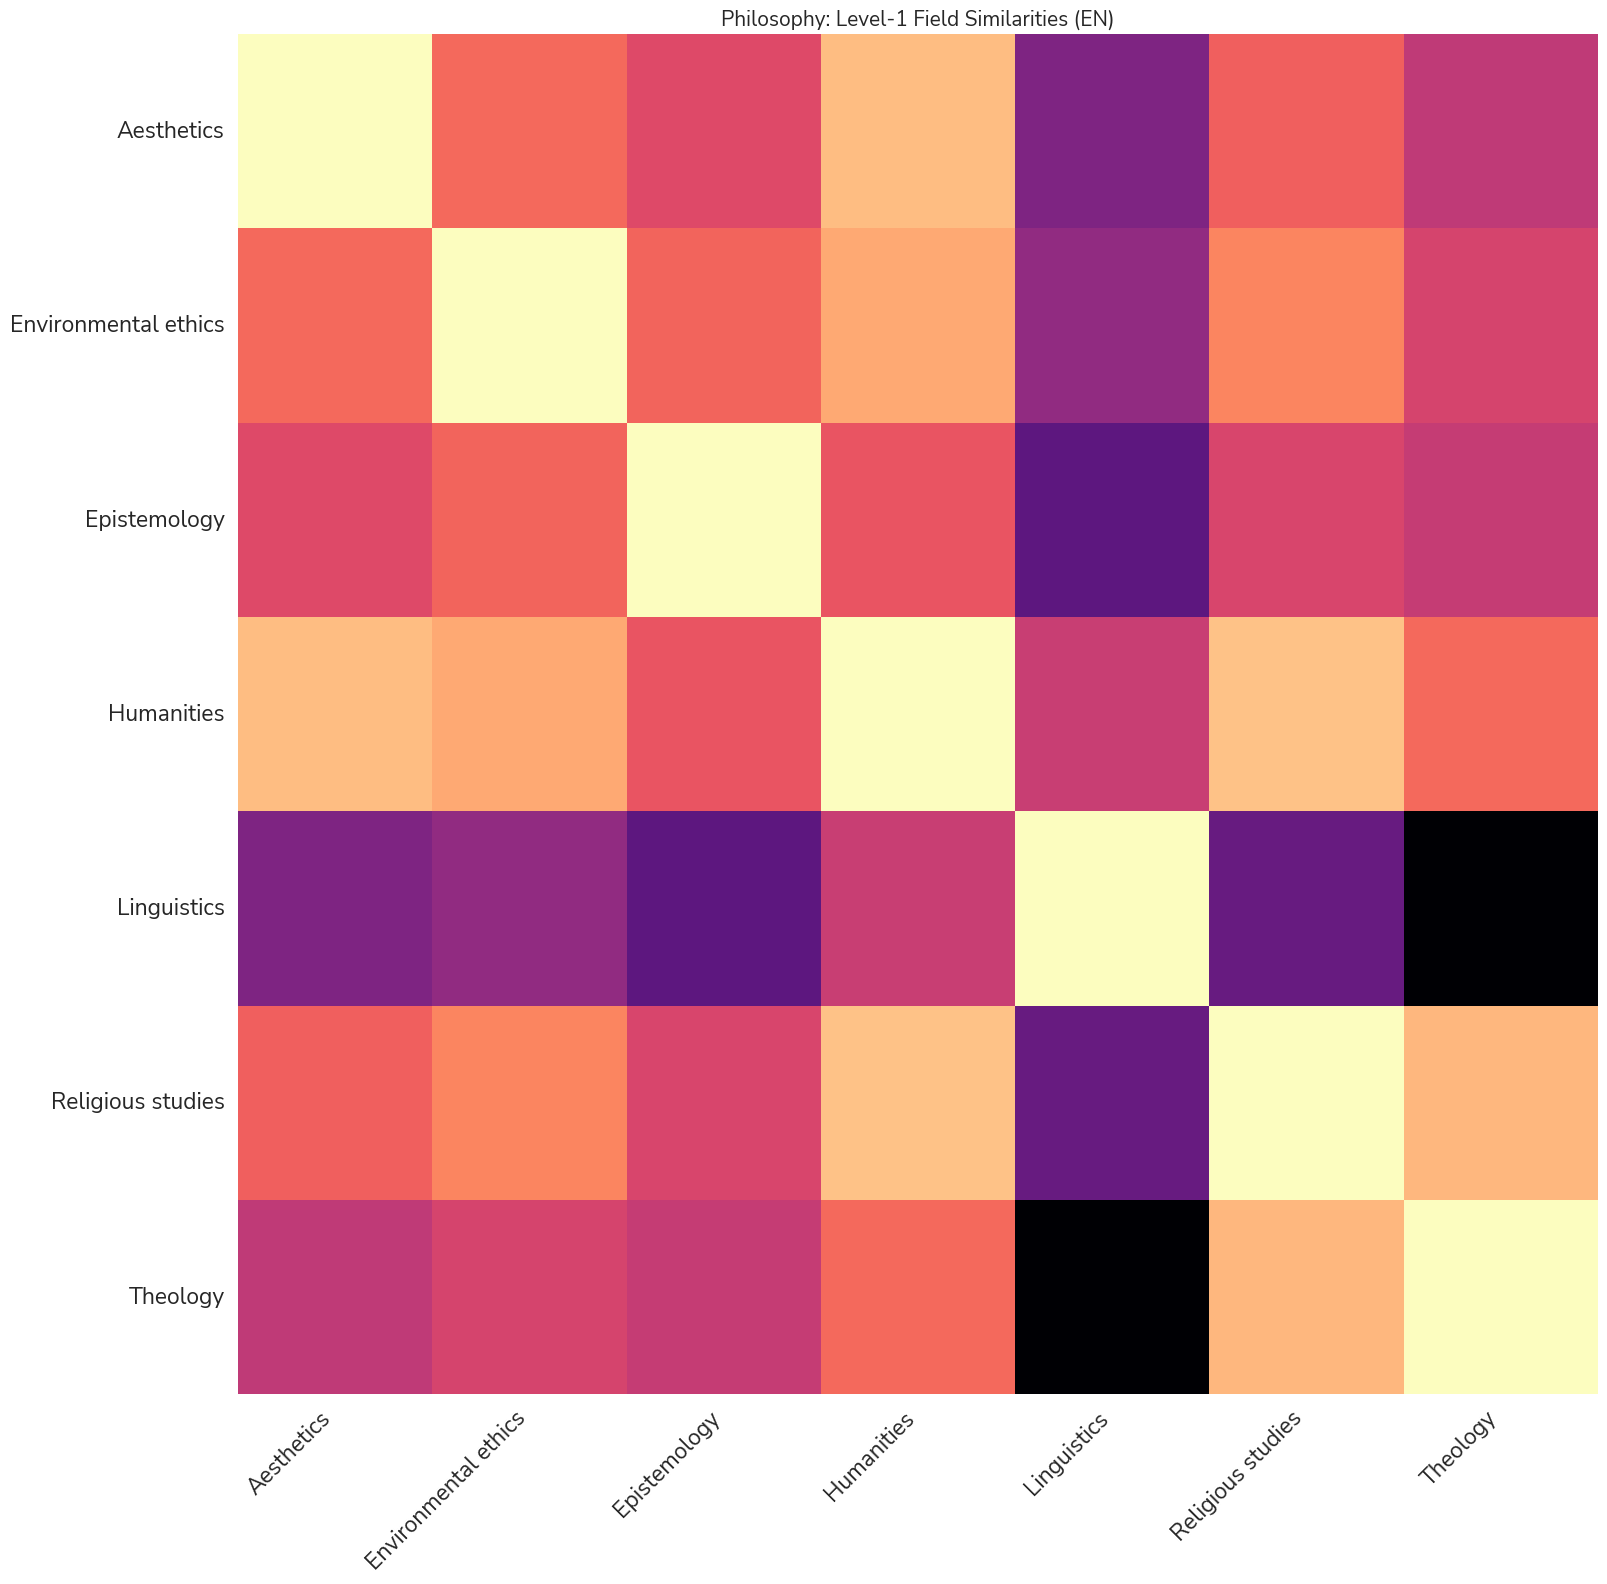 Philosophy: Level-1 Field Similarities (EN)
Aesthetics
Environmental ethics
Epistemology
Humanities
Linguistics
Religious studies
Theology
Aesthetics
Environmental ethics
Epistemology
Humanities
Linguistics
Religious studies
Theology